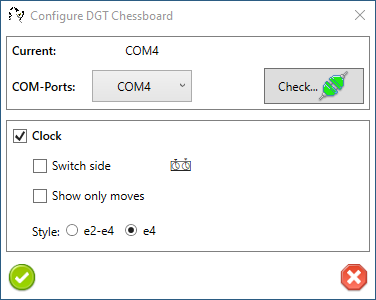 Configure DGT Chessboard
Current: COM4
COM-Ports: COM4 Check...
Clock
Switch side
Show only moves
Style: e2-e4 e4